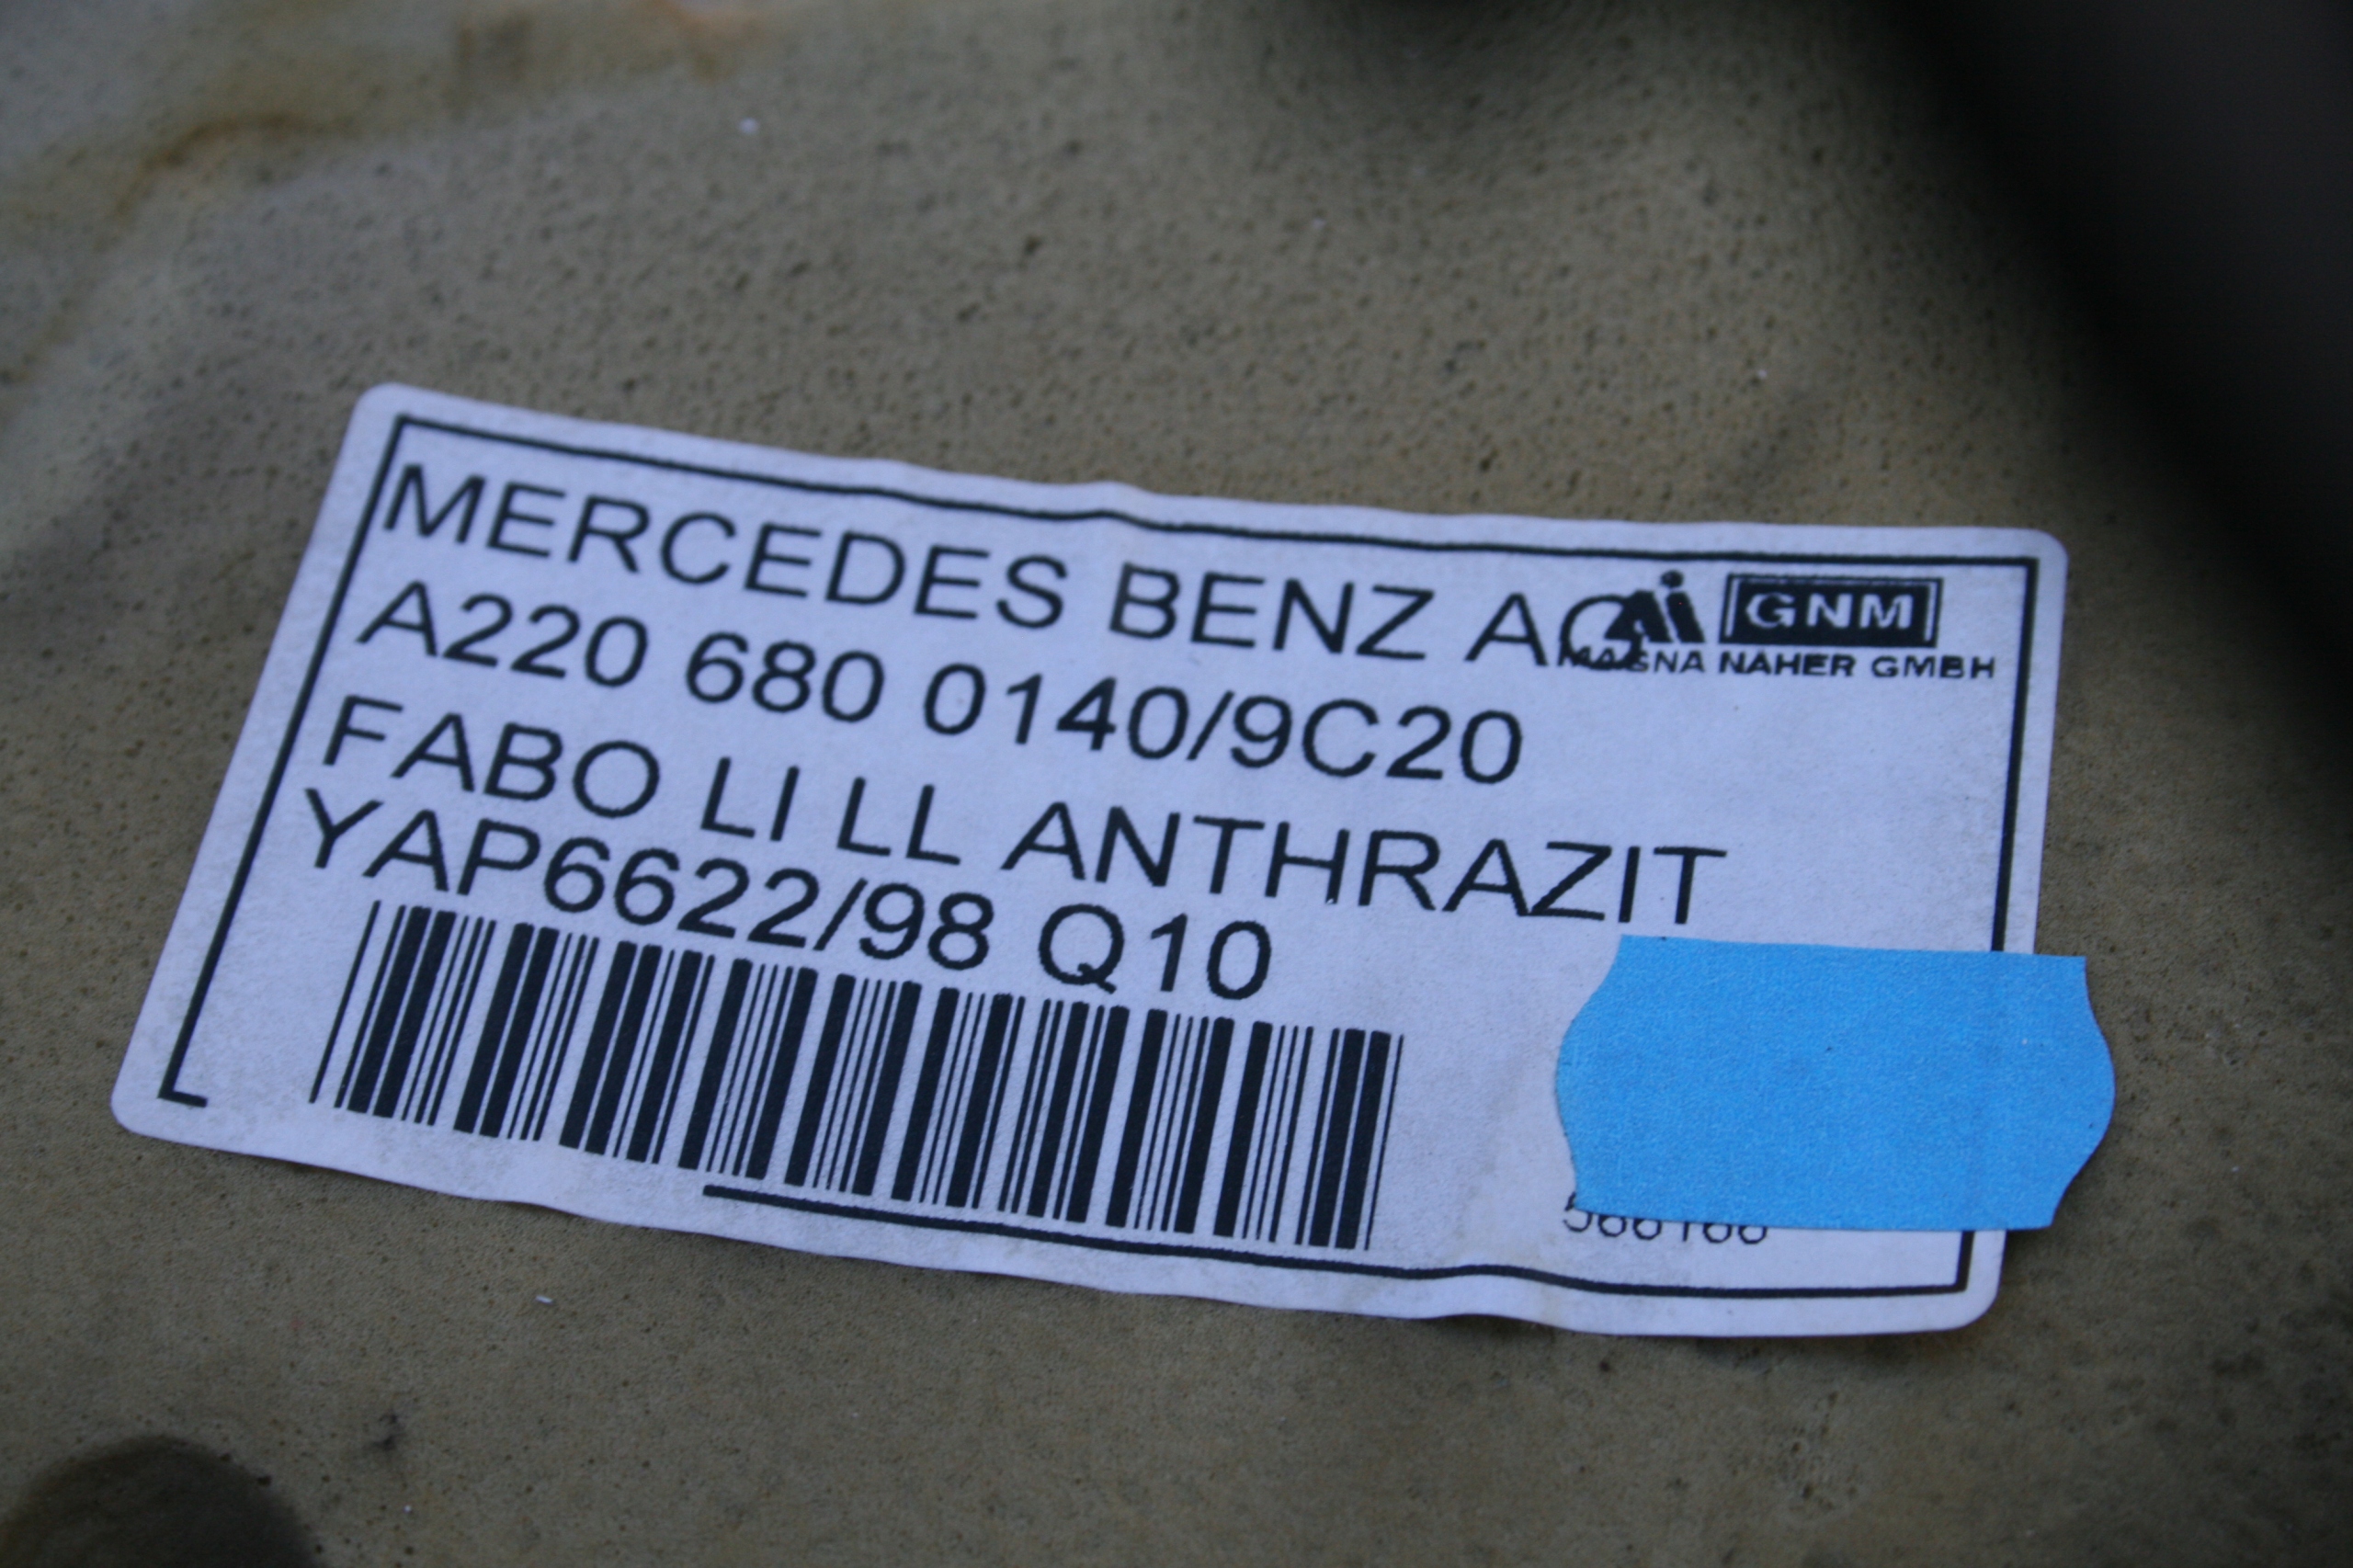 MERCEDES BENZ AG
GNM
MAGNA NAHER GMBH
A220 680 0140/9C20
FABO LI LL ANTHRAZIT
YAP6622/98 Q10